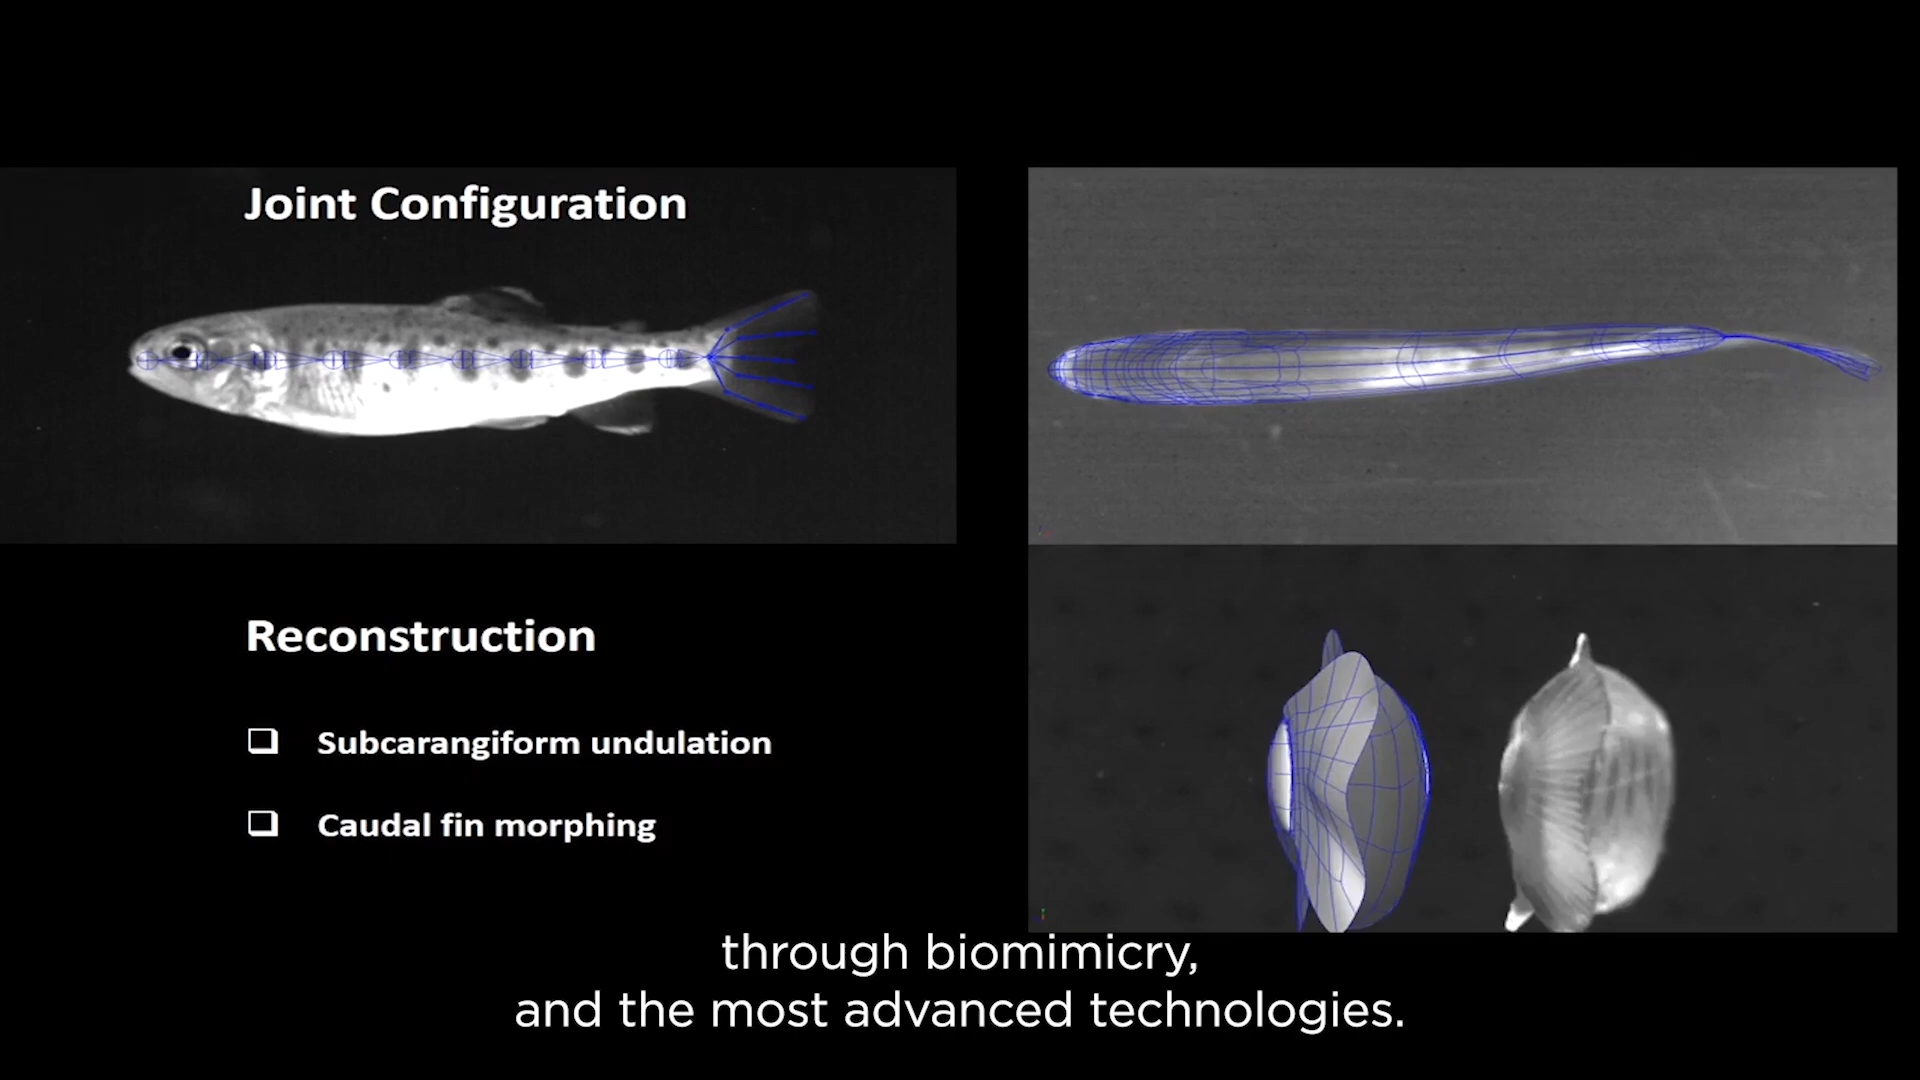 Joint Configuration
Reconstruction
Subcarangiform undulation
Caudal fin morphing
through biomimicry,
and the most advanced technologies.